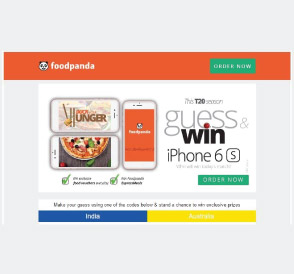 foodpanda
ORDER NOW
This T20 season
guess &
win
iPhone 6 S
HUNGER
foodpanda
ORDER NOW
Make your guess using one of the codes below & stand a chance to win exclusive prizes
India
Australia